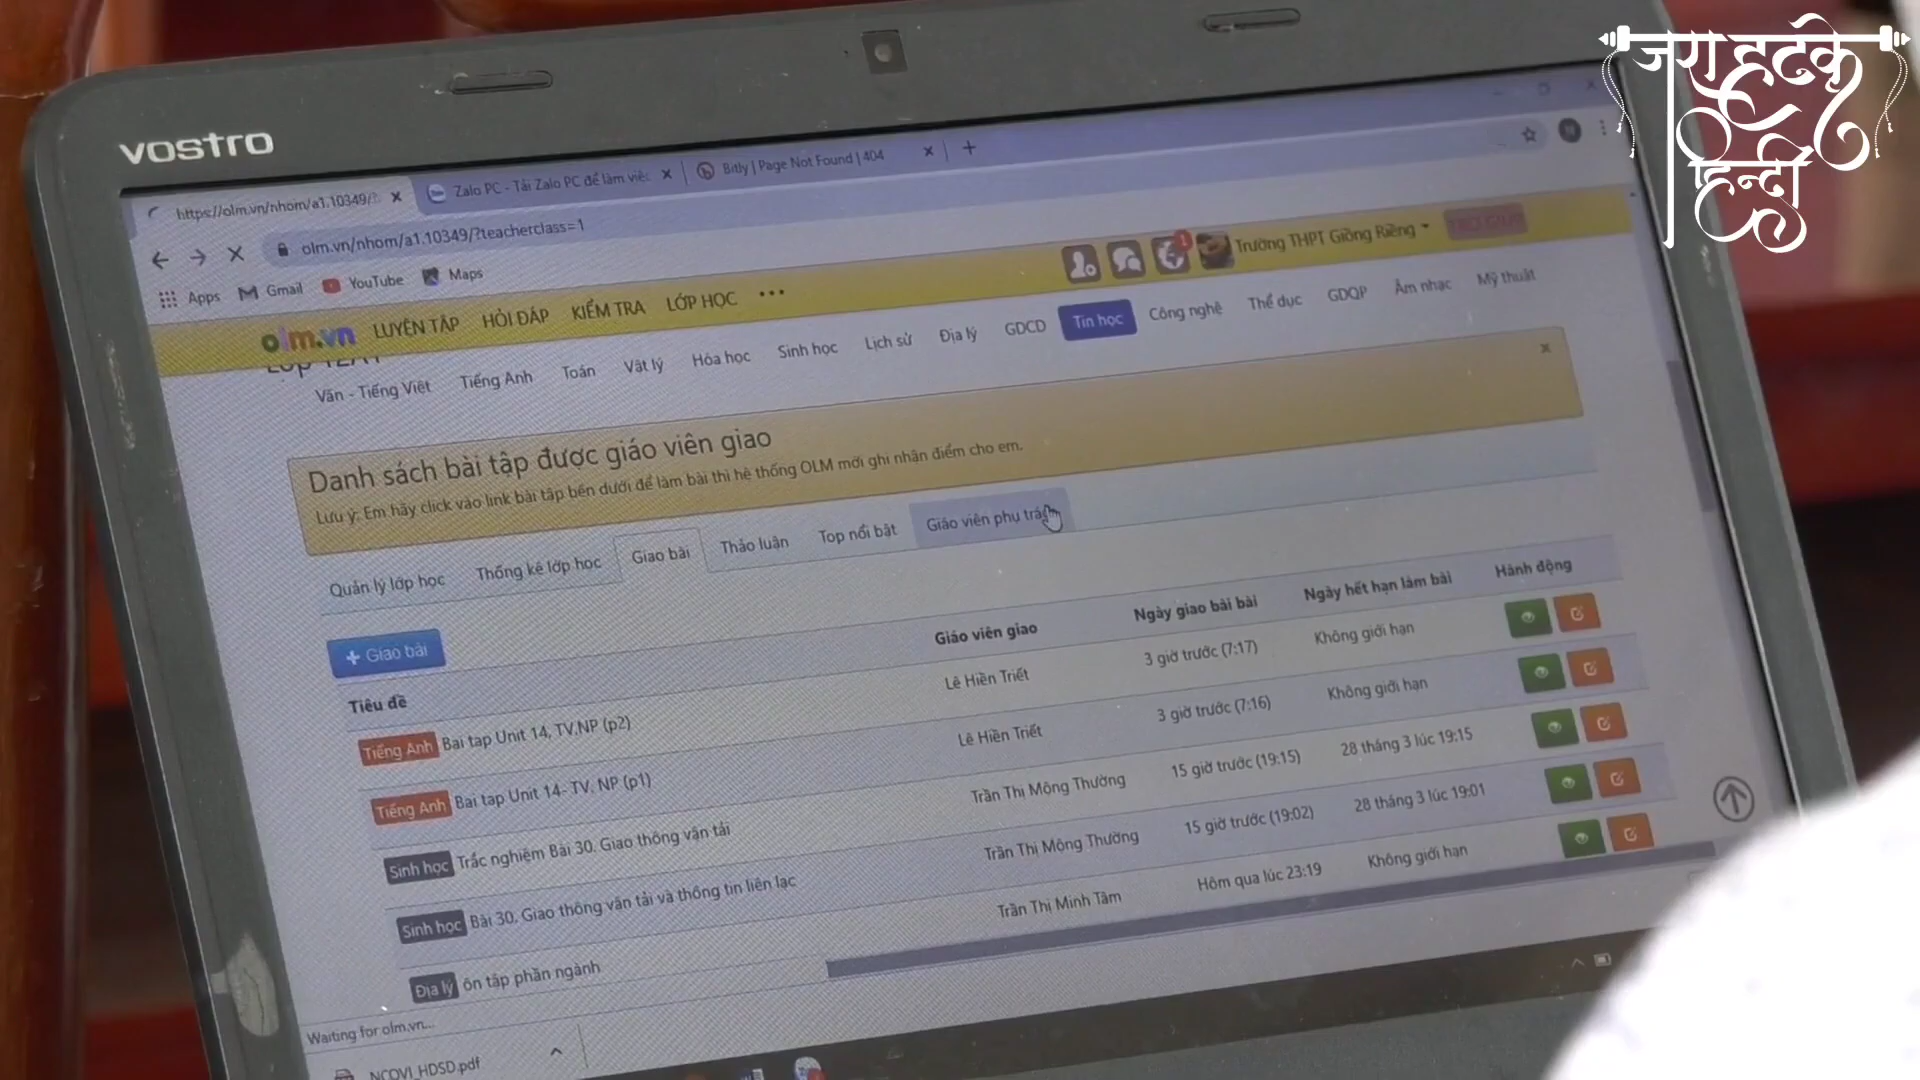 जरा हटके
हिन्दी
VOSTRO
https://olm.vn/nhom/a1.10349/
Zalo PC - Tải Zalo PC để làm việc
Bitly | Page Not Found | 404
olm.vn/nhom/a1.10349/?teacherclass=1
Apps Gmail YouTube Maps
olm.vn LUYỆN TẬP HỎI ĐÁP KIỂM TRA LỚP HỌC ••• 1 Trường THPT Giồng Riềng
Văn - Tiếng Việt Tiếng Anh Toán Vật lý Hóa học Sinh học Lịch sử Địa lý GDCD Tin học Công nghệ Thể dục GDQP Âm nhạc Mỹ thuật
Danh sách bài tập được giáo viên giao
Lưu ý: Em hãy click vào link bài tập bên dưới để làm bài thì hệ thống OLM mới ghi nhận điểm cho em.
Quản lý lớp học Thống kê lớp học Giao bài Thảo luận Top nổi bật Giáo viên phụ
+ Giao bài
Tiêu đề Giáo viên giao Ngày giao bài bài Ngày hết hạn làm bài Hành động
Tiếng Anh Bai tap Unit 14, TV,NP (p2) Lê Hiền Triết 3 giờ trước (7:17) Không giới hạn
Tiếng Anh Bai tap Unit 14- TV. NP (p1) Lê Hiền Triết 3 giờ trước (7:16) Không giới hạn
Sinh học Trắc nghiệm Bài 30. Giao thông vận tải Trần Thị Mộng Thường 15 giờ trước (19:15) 28 tháng 3 lúc 19:15
Sinh học Bài 30. Giao thông vận tải và thông tin liên lạc Trần Thị Mộng Thường 15 giờ trước (19:02) 28 tháng 3 lúc 19:01
Địa lý ôn tập phần ngành Trần Thị Minh Tâm Hôm qua lúc 23:19 Không giới hạn
Waiting for olm.vn...
NCOVI_HDSD.pdf